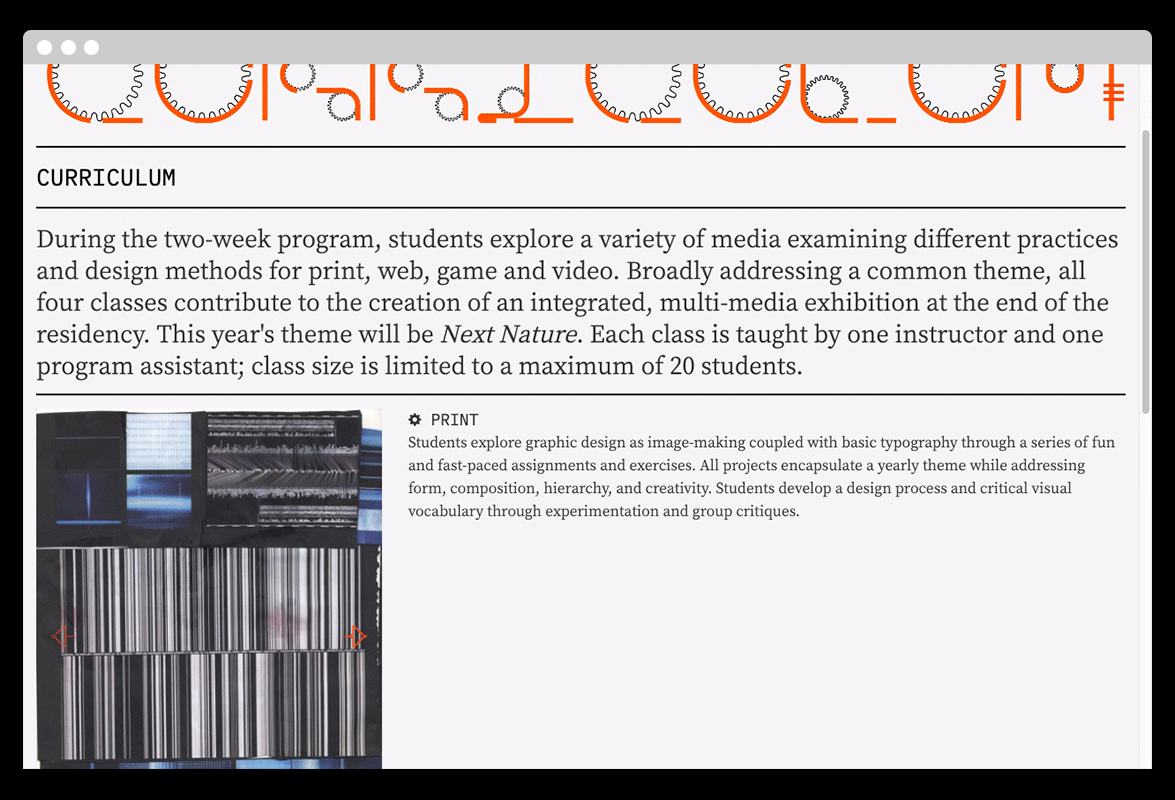 CURRICULUM
During the two-week program, students explore a variety of media examining different practices
and design methods for print, web, game and video. Broadly addressing a common theme, all
four classes contribute to the creation of an integrated, multi-media exhibition at the end of the
residency. This year's theme will be Next Nature. Each class is taught by one instructor and one
program assistant; class size is limited to a maximum of 20 students.
PRINT
Students explore graphic design as image-making coupled with basic typography through a series of fun
and fast-paced assignments and exercises. All projects encapsulate a yearly theme while addressing
form, composition, hierarchy, and creativity. Students develop a design process and critical visual
vocabulary through experimentation and group critiques.